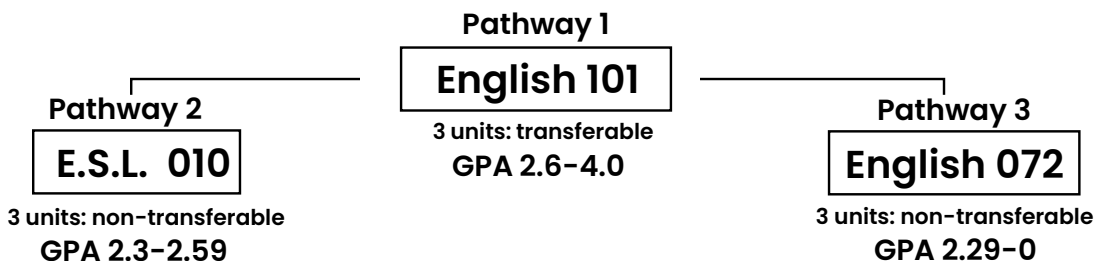 Pathway 1
English 101
3 units: transferable
GPA 2.6-4.0
Pathway 2
E.S.L. 010
3 units: non-transferable
GPA 2.3-2.59
Pathway 3
English 072
3 units: non-transferable
GPA 2.29-0